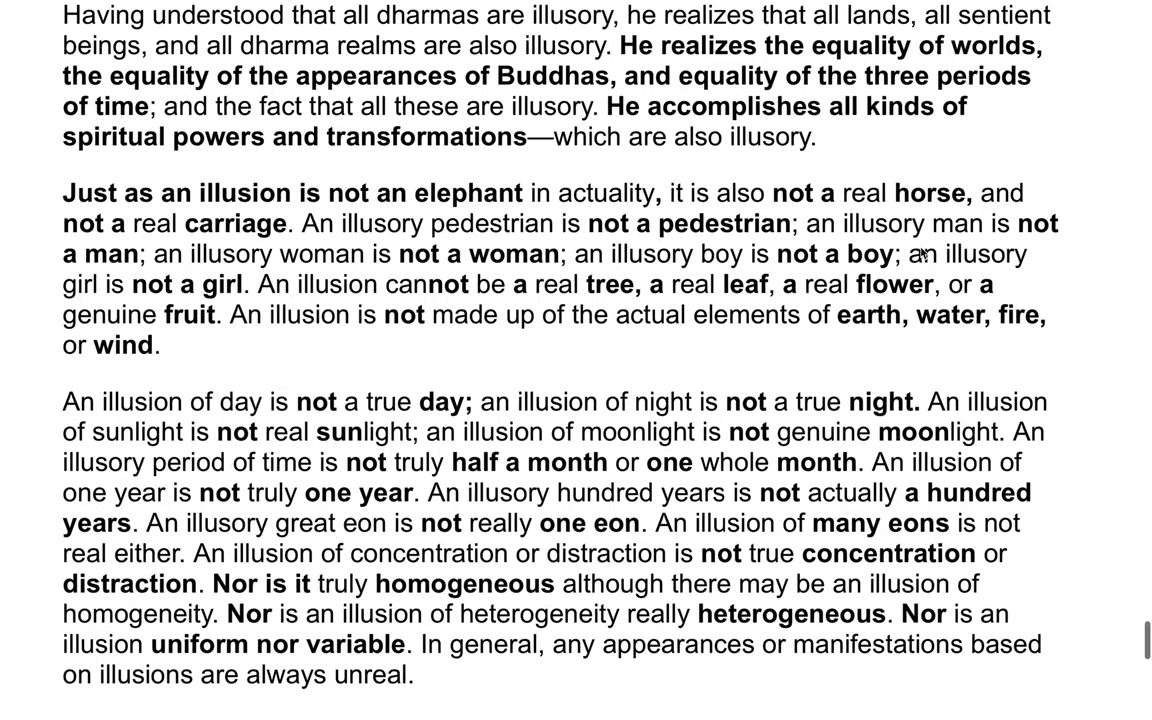 Having understood that all dharmas are illusory, he realizes that all lands, all sentient
beings, and all dharma realms are also illusory. He realizes the equality of worlds,
the equality of the appearances of Buddhas, and equality of the three periods
of time; and the fact that all these are illusory. He accomplishes all kinds of
spiritual powers and transformations—which are also illusory.
Just as an illusion is not an elephant in actuality, it is also not a real horse, and
not a real carriage. An illusory pedestrian is not a pedestrian; an illusory man is not
a man; an illusory woman is not a woman; an illusory boy is not a boy; an illusory
girl is not a girl. An illusion cannot be a real tree, a real leaf, a real flower, or a
genuine fruit. An illusion is not made up of the actual elements of earth, water, fire,
or wind.
An illusion of day is not a true day; an illusion of night is not a true night. An illusion
of sunlight is not real sunlight; an illusion of moonlight is not genuine moonlight. An
illusory period of time is not truly half a month or one whole month. An illusion of
one year is not truly one year. An illusory hundred years is not actually a hundred
years. An illusory great eon is not really one eon. An illusion of many eons is not
real either. An illusion of concentration or distraction is not true concentration or
distraction. Nor is it truly homogeneous although there may be an illusion of
homogeneity. Nor is an illusion of heterogeneity really heterogeneous. Nor is an
illusion uniform nor variable. In general, any appearances or manifestations based
on illusions are always unreal.